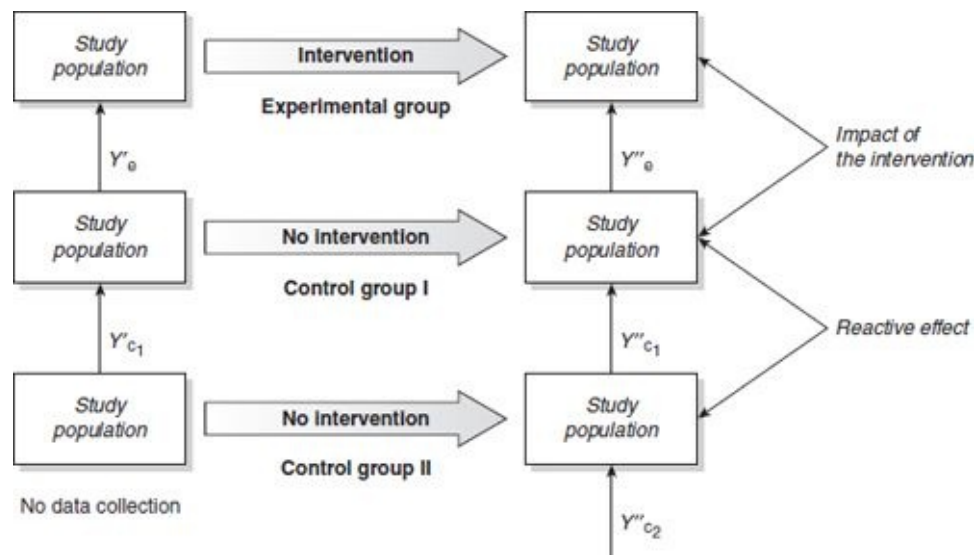 Study
population
Intervention
Experimental group
Study
population
Y′e
Y″e
Impact of
the intervention
Study
population
No intervention
Control group I
Study
population
Y′c1
Y″c1
Reactive effect
Study
population
No intervention
Control group II
Study
population
No data collection
Y″c2